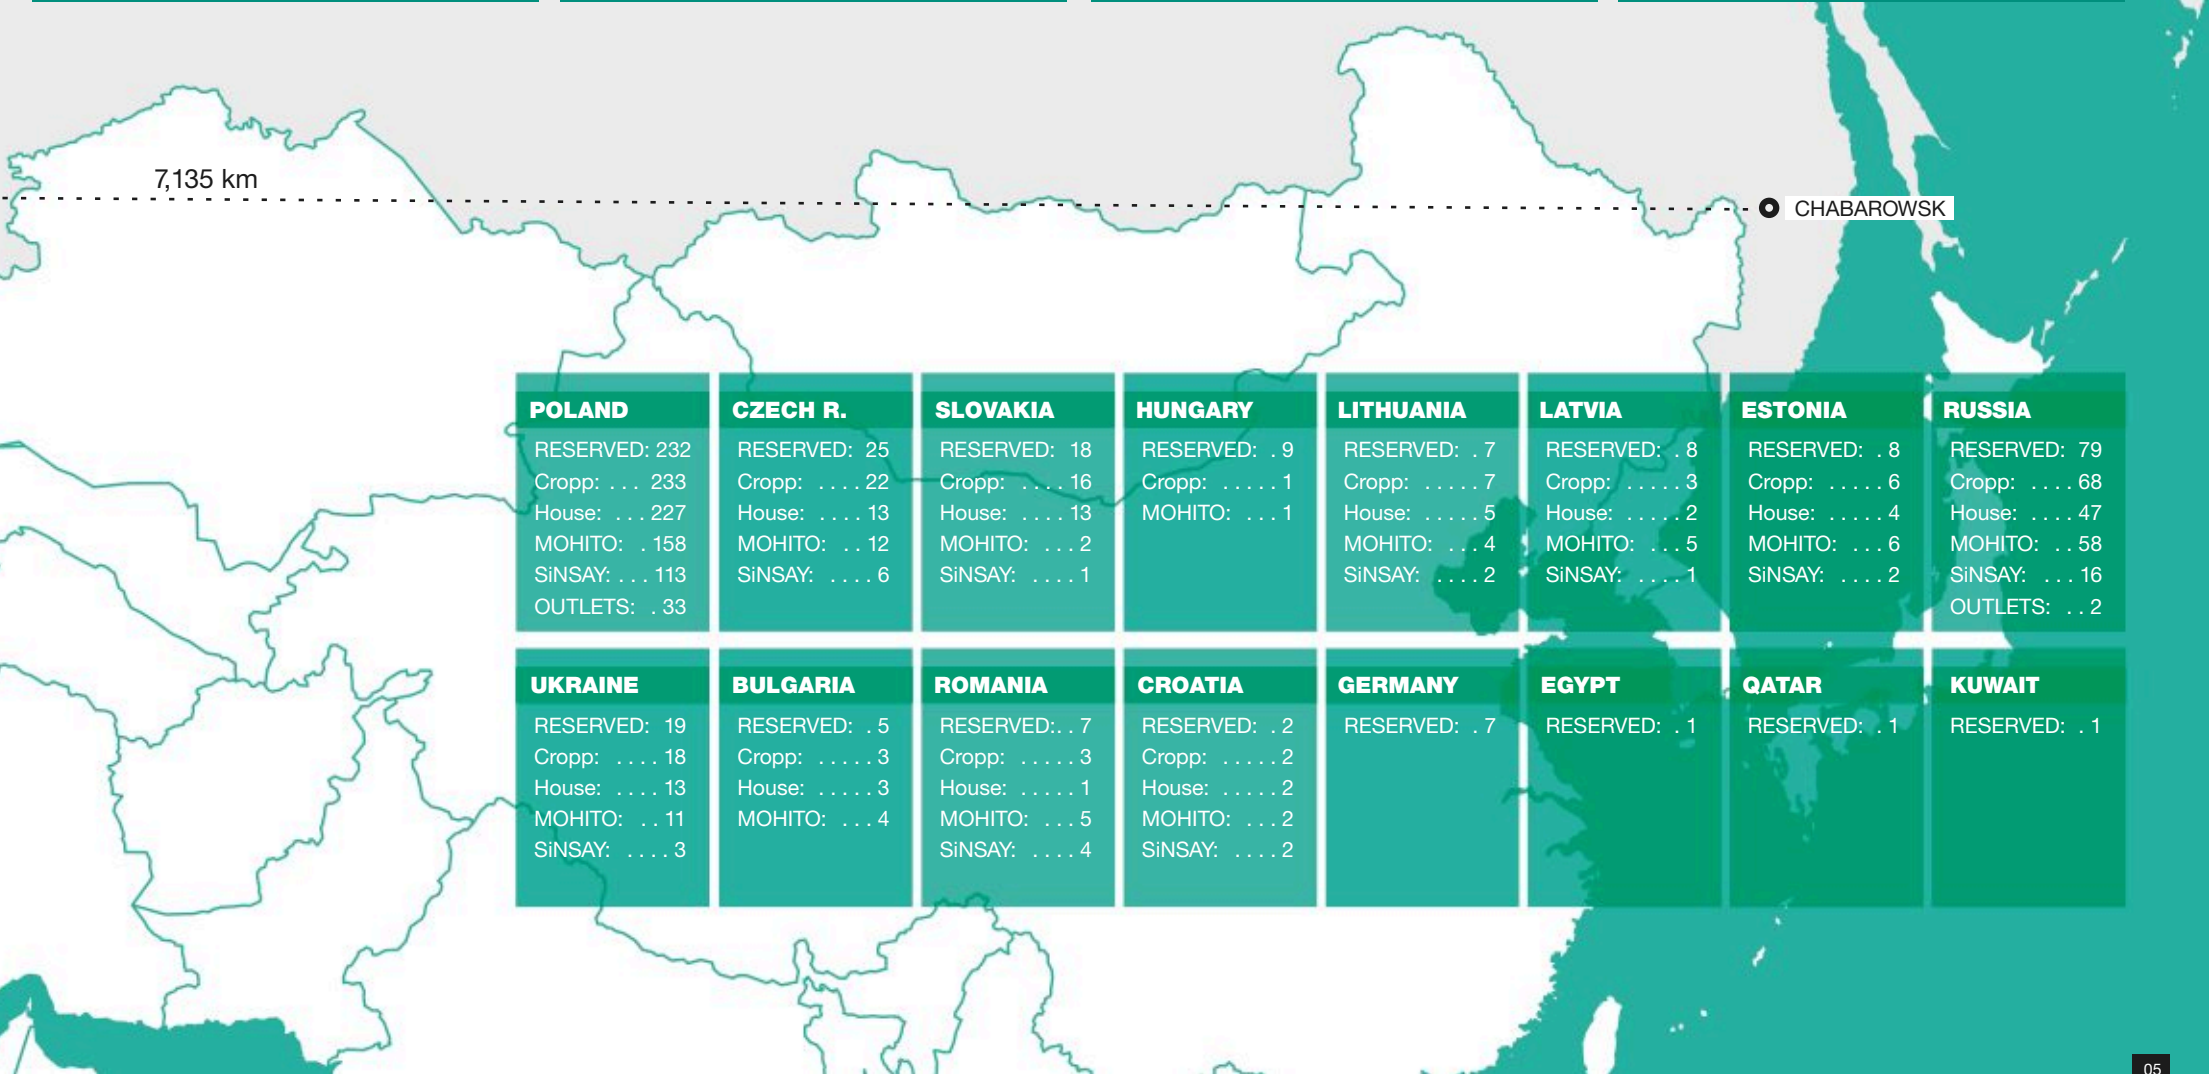 7,135 km
CHABAROWSK
POLAND
RESERVED: 232
Cropp: ... 233
House: ... 227
MOHITO: . 158
SiNSAY: ... 113
OUTLETS: . 33
CZECH R.
RESERVED: 25
Cropp: .... 22
House: .... 13
MOHITO: .. 12
SiNSAY: .... 6
SLOVAKIA
RESERVED: 18
Cropp: .... 16
House: .... 13
MOHITO: ... 2
SiNSAY: .... 1
HUNGARY
RESERVED: . 9
Cropp: ..... 1
MOHITO: ... 1
LITHUANIA
RESERVED: . 7
Cropp: ..... 7
House: ..... 5
MOHITO: ... 4
SiNSAY: .... 2
LATVIA
RESERVED: . 8
Cropp: ..... 3
House: ..... 2
MOHITO: ... 5
SiNSAY: .... 1
ESTONIA
RESERVED: . 8
Cropp: ..... 6
House: ..... 4
MOHITO: ... 6
SiNSAY: .... 2
RUSSIA
RESERVED: 79
Cropp: .... 68
House: .... 47
MOHITO: .. 58
SiNSAY: ... 16
OUTLETS: .. 2
UKRAINE
RESERVED: 19
Cropp: .... 18
House: .... 13
MOHITO: .. 11
SiNSAY: .... 3
BULGARIA
RESERVED: . 5
Cropp: ..... 3
House: ..... 3
MOHITO: ... 4
ROMANIA
RESERVED:.. 7
Cropp: ..... 3
House: ..... 1
MOHITO: ... 5
SiNSAY: .... 4
CROATIA
RESERVED: . 2
Cropp: ..... 2
House: ..... 2
MOHITO: ... 2
SiNSAY: .... 2
GERMANY
RESERVED: . 7
EGYPT
RESERVED: . 1
QATAR
RESERVED: . 1
KUWAIT
RESERVED: . 1
05